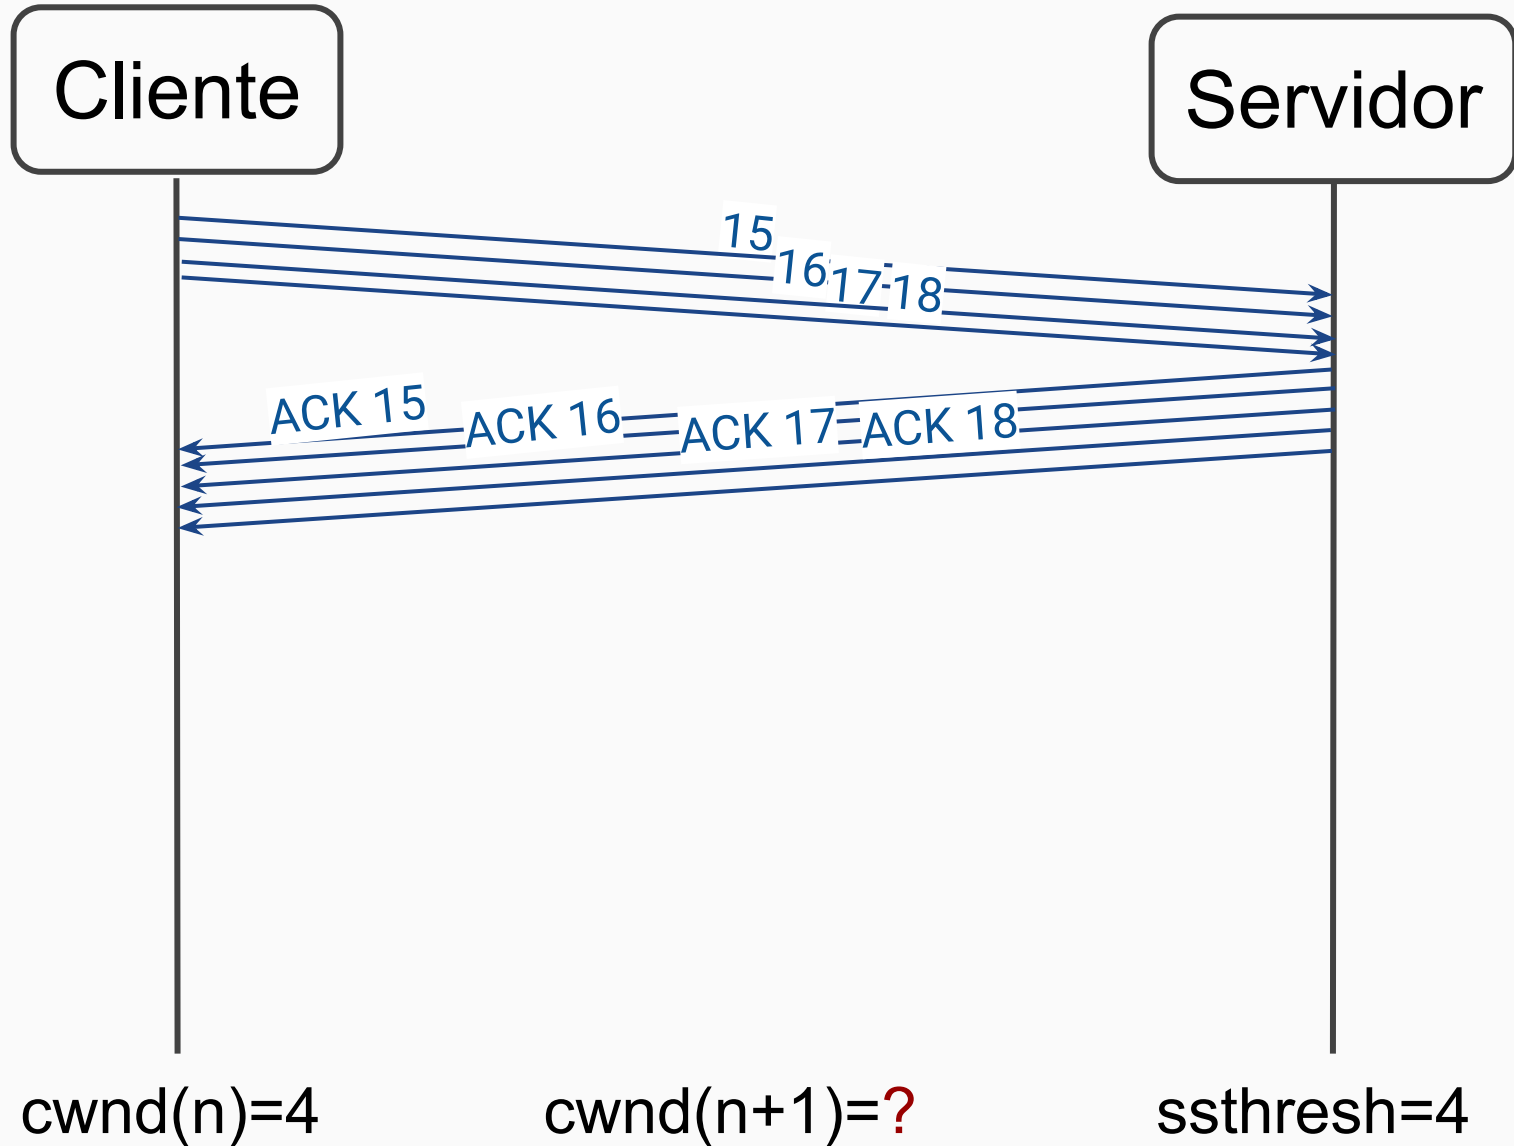 Cliente
Servidor
15
16
17
18
ACK 15
ACK 16
ACK 17
ACK 18
cwnd(n)=4
cwnd(n+1)=?
ssthresh=4